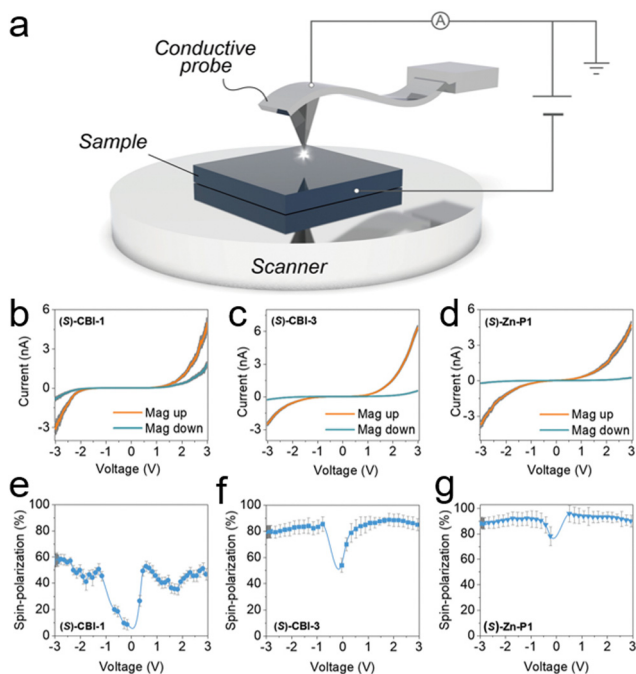 a
Conductive
probe
A
Sample
Scanner
b
(S)-CBI-1
6
3
0
-3
Current (nA)
Mag up
Mag down
-3 -2 -1 0 1 2 3
Voltage (V)
c
(S)-CBI-3
6
3
0
-3
Current (nA)
Mag up
Mag down
-3 -2 -1 0 1 2 3
Voltage (V)
d
(S)-Zn-P1
6
3
0
-3
Current (nA)
Mag up
Mag down
-3 -2 -1 0 1 2 3
Voltage (V)
e
100
80
60
40
20
0
Spin-polarization (%)
(S)-CBI-1
-3 -2 -1 0 1 2 3
Voltage (V)
f
100
80
60
40
20
0
Spin-polarization (%)
(S)-CBI-3
-3 -2 -1 0 1 2 3
Voltage (V)
g
100
80
60
40
20
0
Spin-polarization (%)
(S)-Zn-P1
-3 -2 -1 0 1 2 3
Voltage (V)